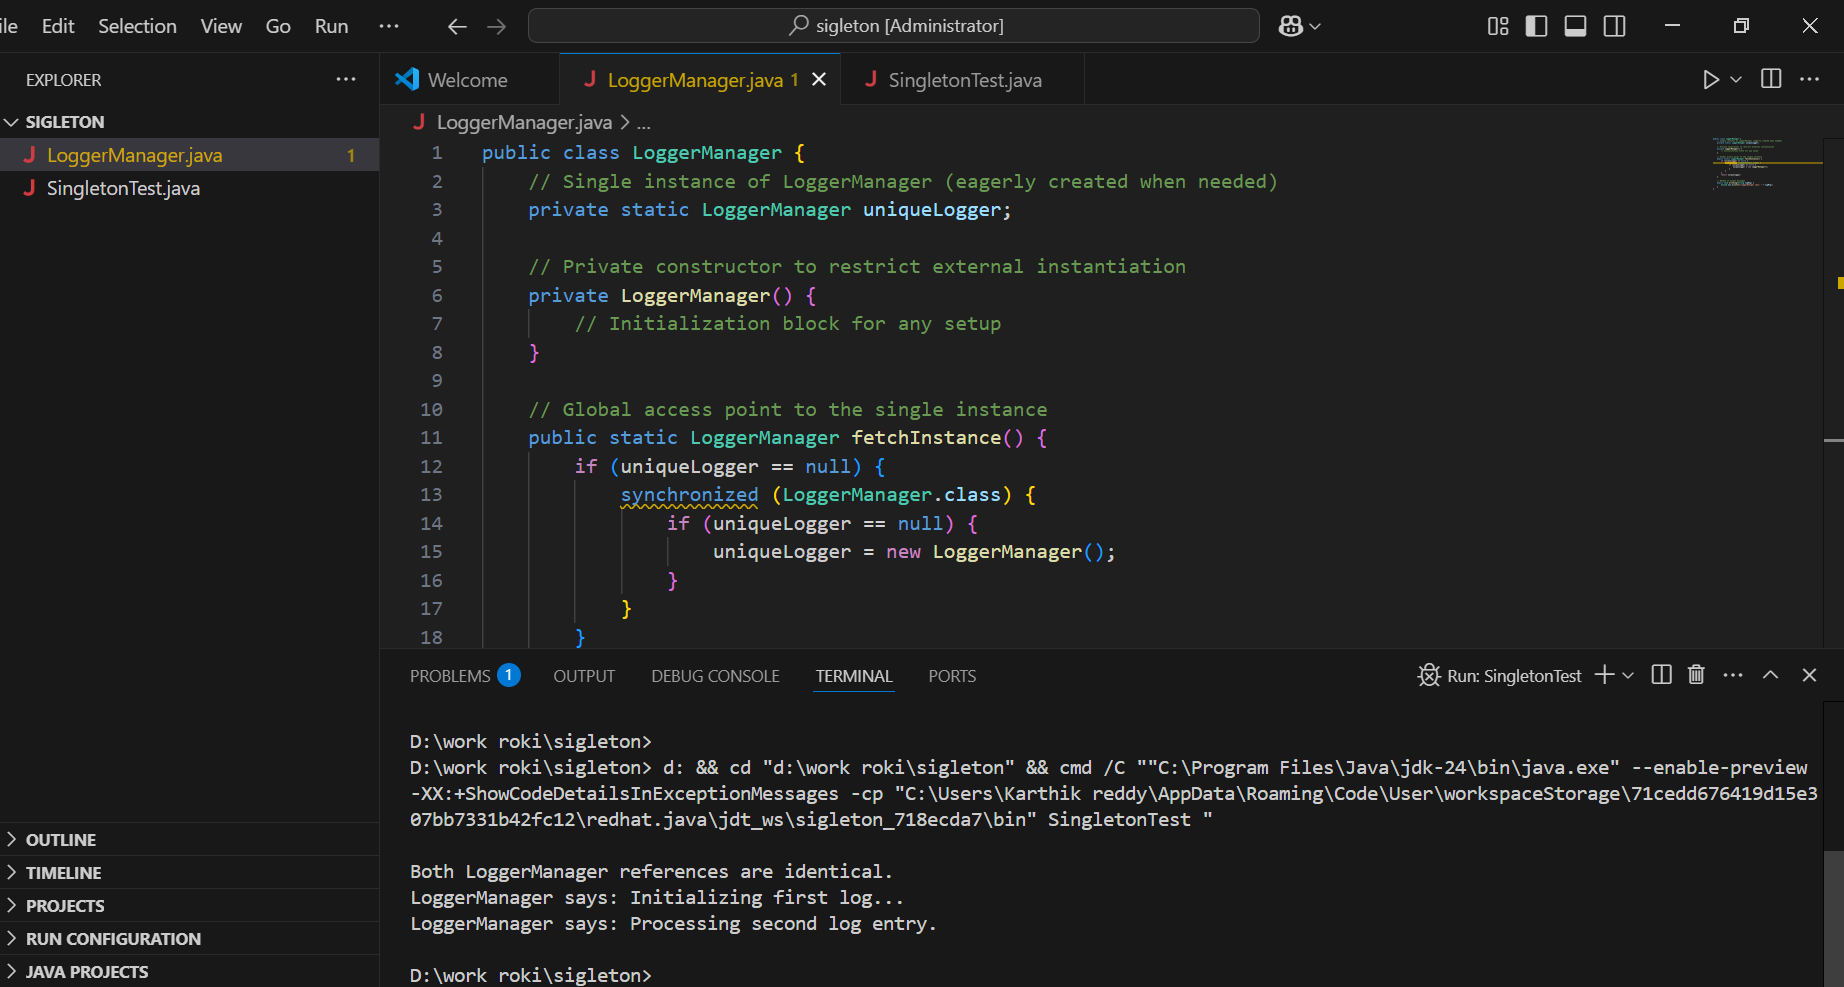 ile Edit Selection View Go Run ... sigleton [Administrator]
EXPLORER ...
SIGLETON
LoggerManager.java 1
SingletonTest.java
OUTLINE
TIMELINE
PROJECTS
RUN CONFIGURATION
JAVA PROJECTS
Welcome LoggerManager.java 1 SingletonTest.java
LoggerManager.java > ...
1 public class LoggerManager {
2 // Single instance of LoggerManager (eagerly created when needed)
3 private static LoggerManager uniqueLogger;
4
5 // Private constructor to restrict external instantiation
6 private LoggerManager() {
7 // Initialization block for any setup
8 }
9
10 // Global access point to the single instance
11 public static LoggerManager fetchInstance() {
12 if (uniqueLogger == null) {
13 synchronized (LoggerManager.class) {
14 if (uniqueLogger == null) {
15 uniqueLogger = new LoggerManager();
16 }
17 }
18 }
PROBLEMS 1 OUTPUT DEBUG CONSOLE TERMINAL PORTS Run: SingletonTest
D:\work roki\sigleton>
D:\work roki\sigleton> d: && cd "d:\work roki\sigleton" && cmd /C ""C:\Program Files\Java\jdk-24\bin\java.exe" --enable-preview
-XX:+ShowCodeDetailsInExceptionMessages -cp "C:\Users\Karthik reddy\AppData\Roaming\Code\User\workspaceStorage\71cedd676419d15e3
07bb7331b42fc12\redhat.java\jdt_ws\sigleton_718ecda7\bin" SingletonTest "
Both LoggerManager references are identical.
LoggerManager says: Initializing first log...
LoggerManager says: Processing second log entry.
D:\work roki\sigleton>